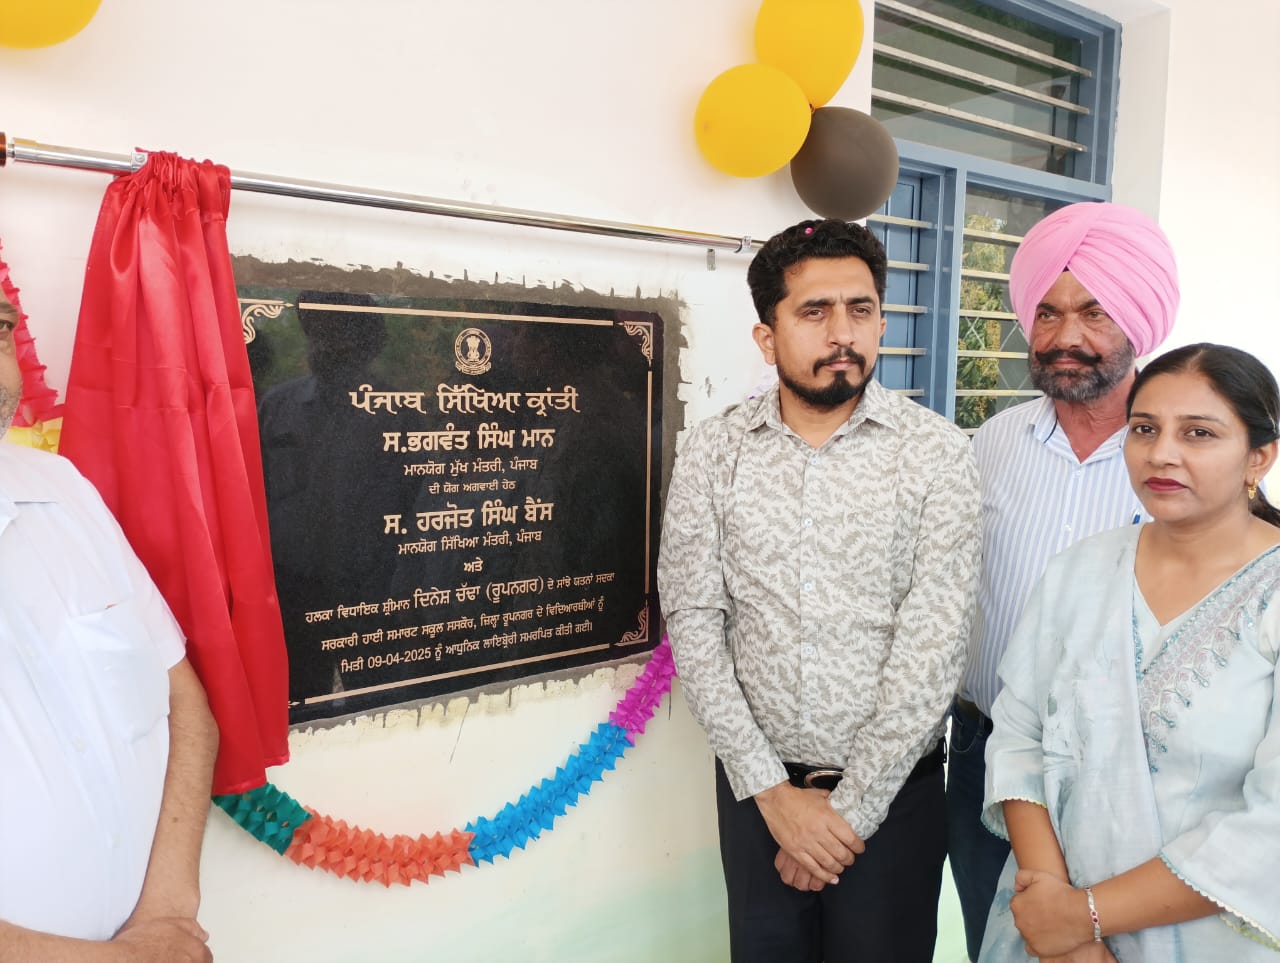 ਪੰਜਾਬ ਸਿੱਖਿਆ ਕ੍ਰਾਂਤੀ
ਸ.ਭਗਵੰਤ ਸਿੰਘ ਮਾਨ
ਮਾਨਯੋਗ ਮੁੱਖ ਮੰਤਰੀ, ਪੰਜਾਬ
ਦੀ ਯੋਗ ਅਗਵਾਈ ਹੇਠ
ਸ. ਹਰਜੋਤ ਸਿੰਘ ਬੈਂਸ
ਮਾਨਯੋਗ ਸਿੱਖਿਆ ਮੰਤਰੀ, ਪੰਜਾਬ
ਅਤੇ
ਹਲਕਾ ਵਿਧਾਇਕ ਸ਼੍ਰੀਮਾਨ ਦਿਨੇਸ਼ ਚੱਢਾ (ਰੂਪਨਗਰ) ਦੇ ਸਾਂਝੇ ਯਤਨਾਂ ਸਦਕਾ
ਸਰਕਾਰੀ ਹਾਈ ਸਮਾਰਟ ਸਕੂਲ ਸਸਕੌਰ, ਜ਼ਿਲ੍ਹਾ ਰੂਪਨਗਰ ਦੇ ਵਿਦਿਆਰਥੀਆਂ ਨੂੰ
ਮਿਤੀ 09-04-2025 ਨੂੰ ਆਧੁਨਿਕ ਲਾਇਬ੍ਰੇਰੀ ਸਮਰਪਿਤ ਕੀਤੀ ਗਈ।